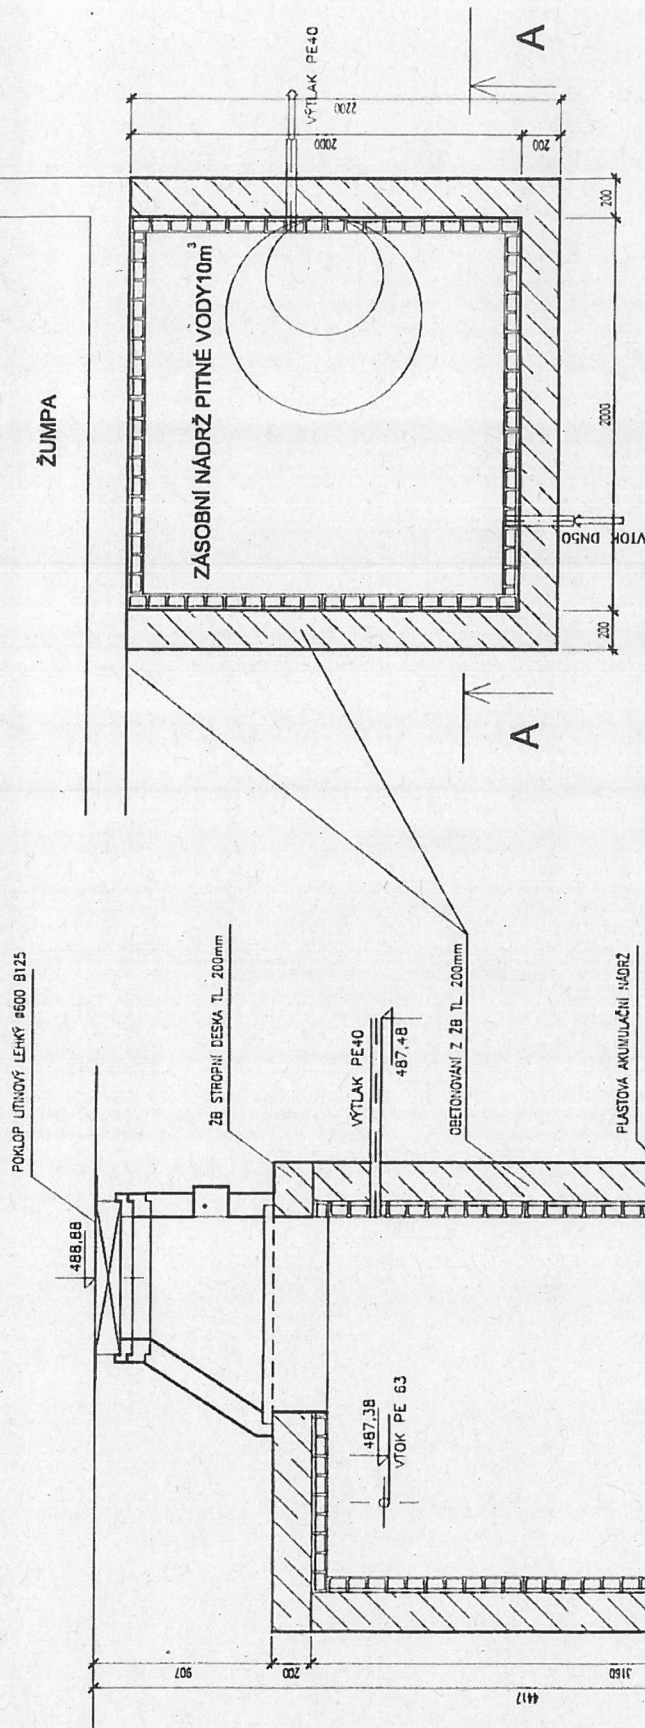 ŽUMPA
ZÁSOBNÍ NÁDRŽ PITNÉ VODY10m³
VÝTLAK PE40
2200
2000
200
200
2000
200
VTOK DN50
A
A
POKLOP LITINOVÝ LEHKÝ ø600 B125
488,88
ŽB STROPNÍ DESKA TL. 200mm
VÝTLAK PE40
487,48
OBETONOVÁNÍ Z ŽB TL. 200mm
PLASTOVÁ AKUMULAČNÍ NÁDRŽ
487,38
VTOK PE 63
907
200
3160
4417